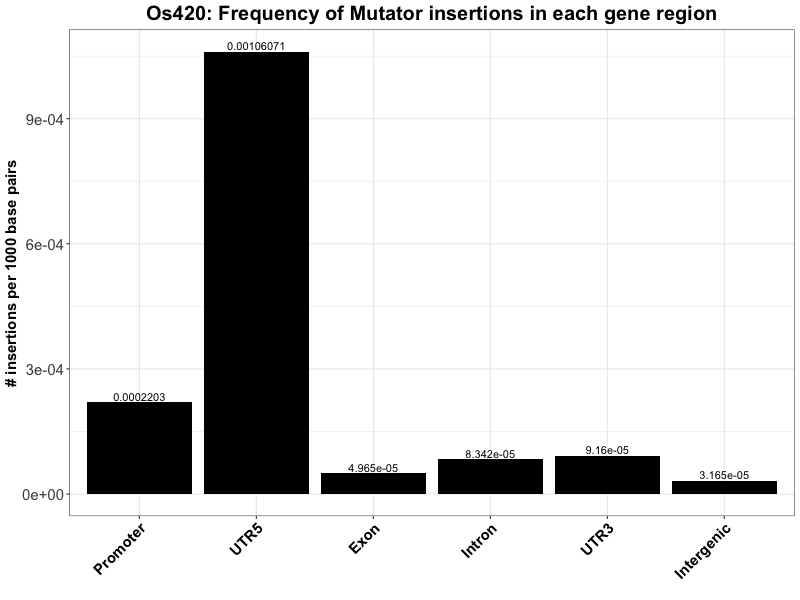 Os420: Frequency of Mutator insertions in each gene region
# insertions per 1000 base pairs
9e-04
6e-04
3e-04
0e+00
0.0002203
0.00106071
4.965e-05
8.342e-05
9.16e-05
3.165e-05
Promoter
UTR5
Exon
Intron
UTR3
Intergenic